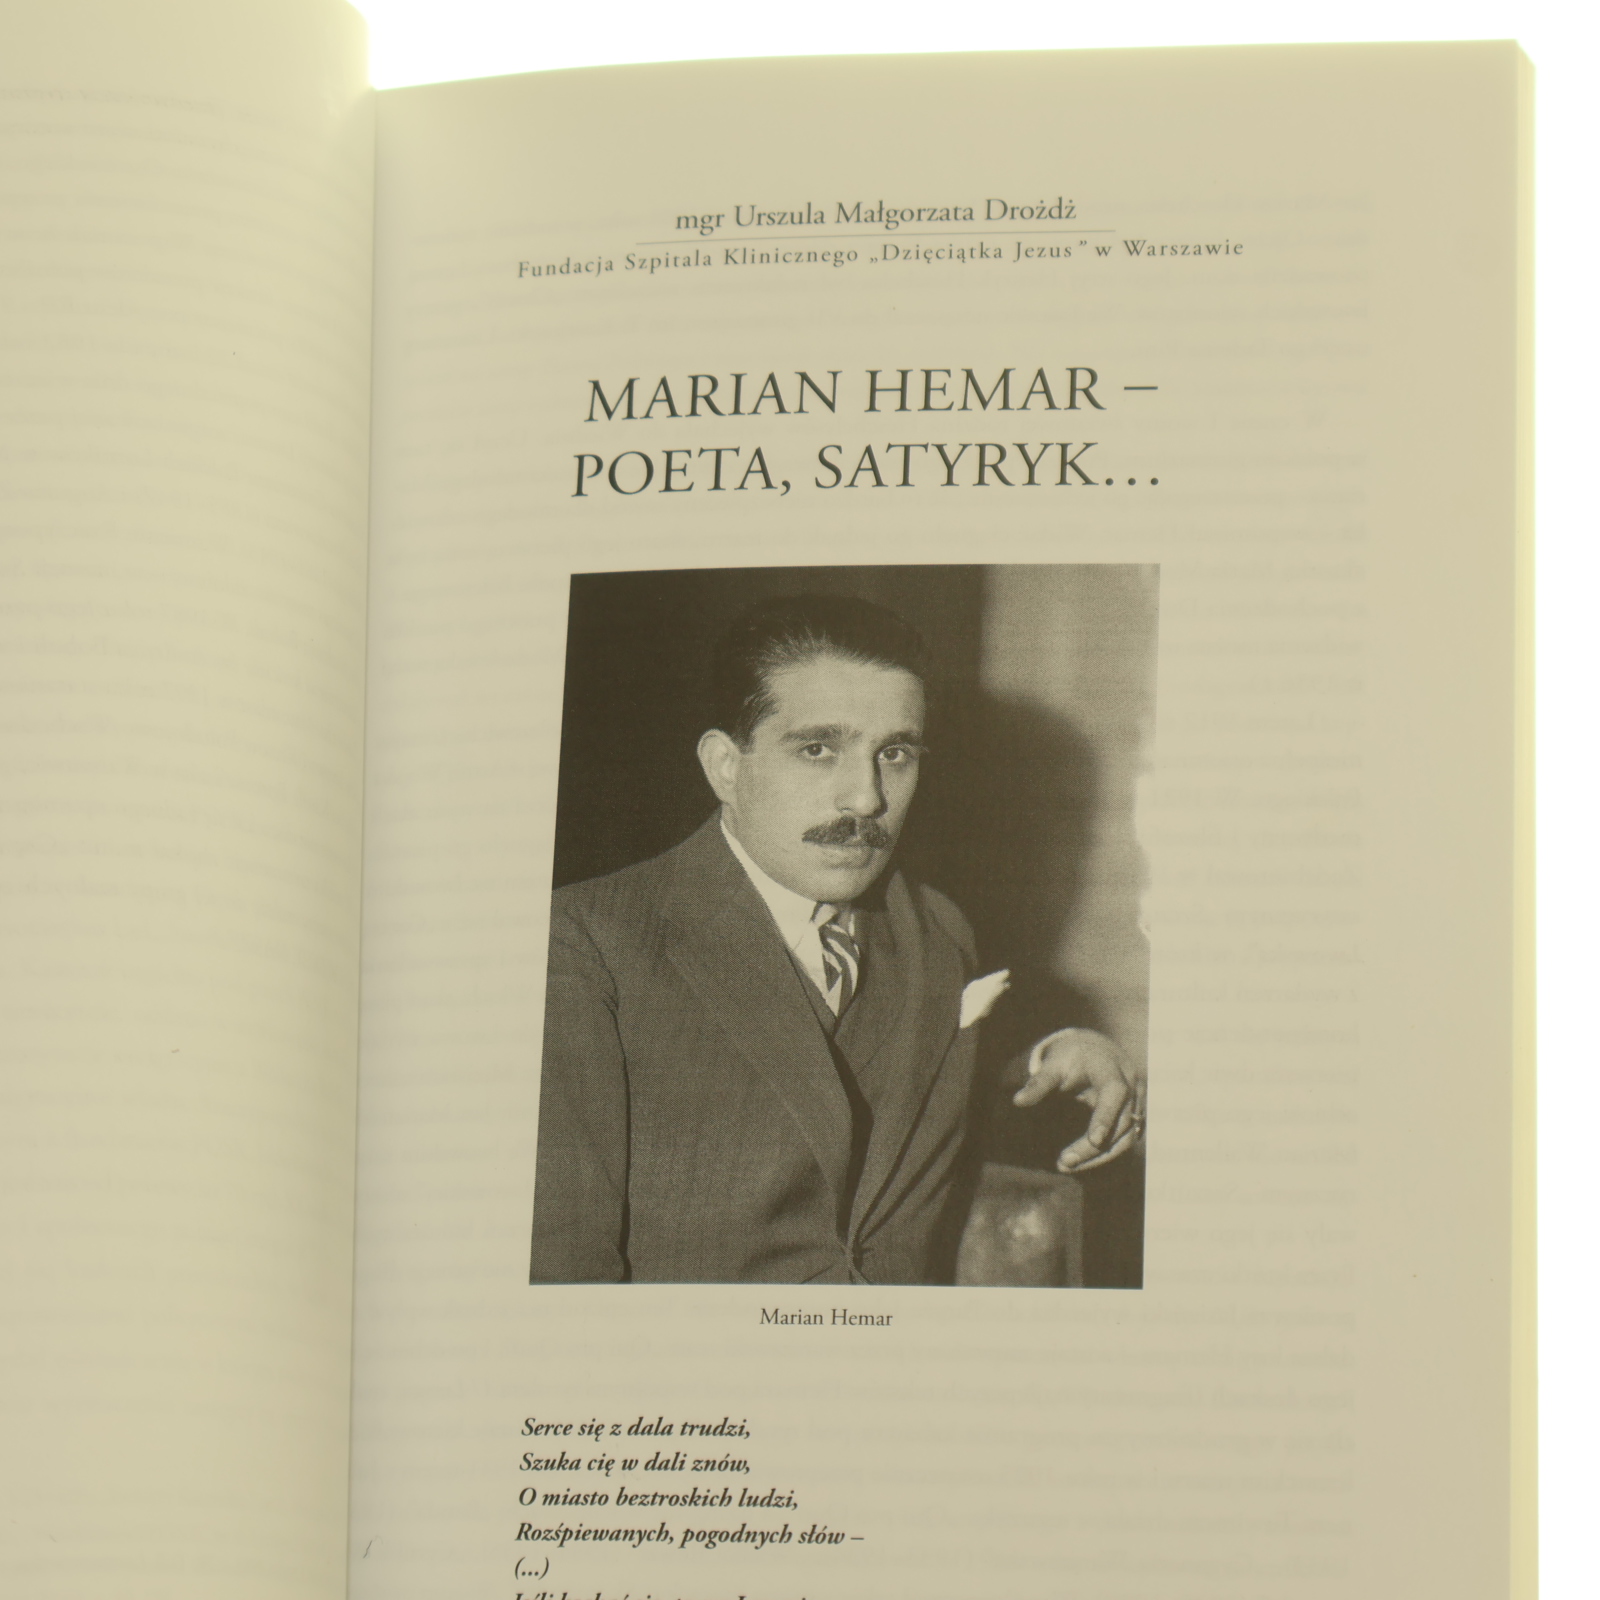 mgr Urszula Małgorzata Drożdż
Fundacja Szpitala Klinicznego „Dzięciątka Jezus” w Warszawie
MARIAN HEMAR –
POETA, SATYRYK…
Marian Hemar
Serce się z dala trudzi,
Szuka cię w dali znów,
O miasto beztroskich ludzi,
Rozśpiewanych, pogodnych słów –
(...)